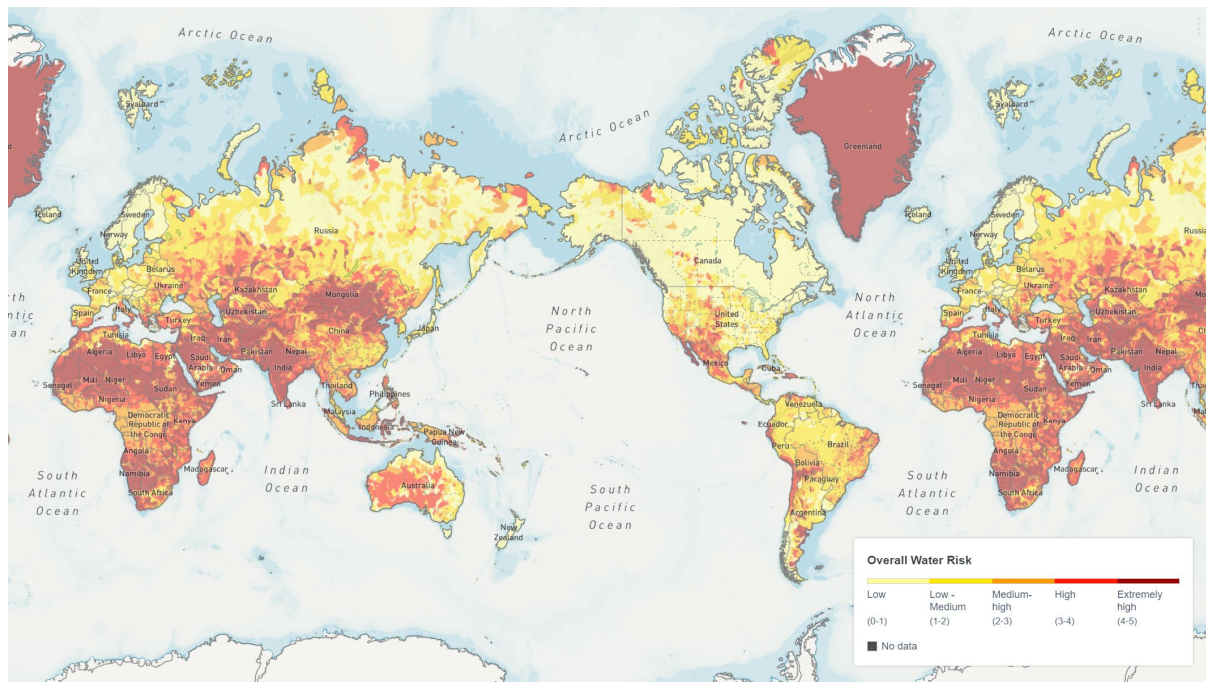 Arctic Ocean
Arctic Ocean
Arctic Ocean
Svalbard
Svalbard
Greenland
Iceland
Sweden
Norway
Russia
United
Kingdom
Belarus
France
Ukraine
Kazakhstan
Mongolia
Italy
Spain
Turkey
Uzbekistan
Japan
China
Tunisia
Iraq
Iran
Algeria
Libya
Egypt
Saudi
Arabia
Pakistan
Nepal
Oman
India
Senegal
Mali
Niger
Sudan
Yemen
Nigeria
Thailand
Philippines
Sri Lanka
Malaysia
Democratic
Republic of
the Congo
Kenya
Indonesia
Papua New
Guinea
Angola
Namibia
Madagascar
South Africa
Australia
New
Zealand
South
Atlantic
Ocean
Indian
Ocean
North
Pacific
Ocean
South
Pacific
Ocean
Canada
United
States
Mexico
Cuba
Venezuela
Ecuador
Peru
Brazil
Bolivia
Paraguay
Argentina
North
Atlantic
Ocean
South
Atlantic
Ocean
Iceland
Sweden
Norway
Russia
United
Kingdom
Belarus
France
Ukraine
Kazakhstan
Italy
Spain
Turkey
Uzbekistan
Tunisia
Iraq
Iran
Algeria
Libya
Egypt
Saudi
Arabia
Pakistan
Nepal
Oman
India
Senegal
Mali
Niger
Sudan
Yemen
Nigeria
Sri Lanka
Democratic
Republic of
the Congo
Kenya
Angola
Namibia
Madagascar
South Africa
Indian
Ocean
Overall Water Risk
Low
Low -
Medium
Medium-
high
High
Extremely
high
(0-1)
(1-2)
(2-3)
(3-4)
(4-5)
No data